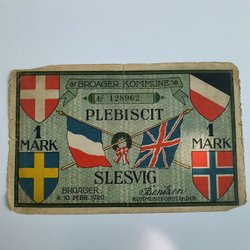 BROAGER KOMMUNE
No 128962
PLEBISCIT
1 MARK
1 MARK
SLESVIG
BROAGER
D. 10 FEBR. 1920.
KOMMUNEFORSTANDER